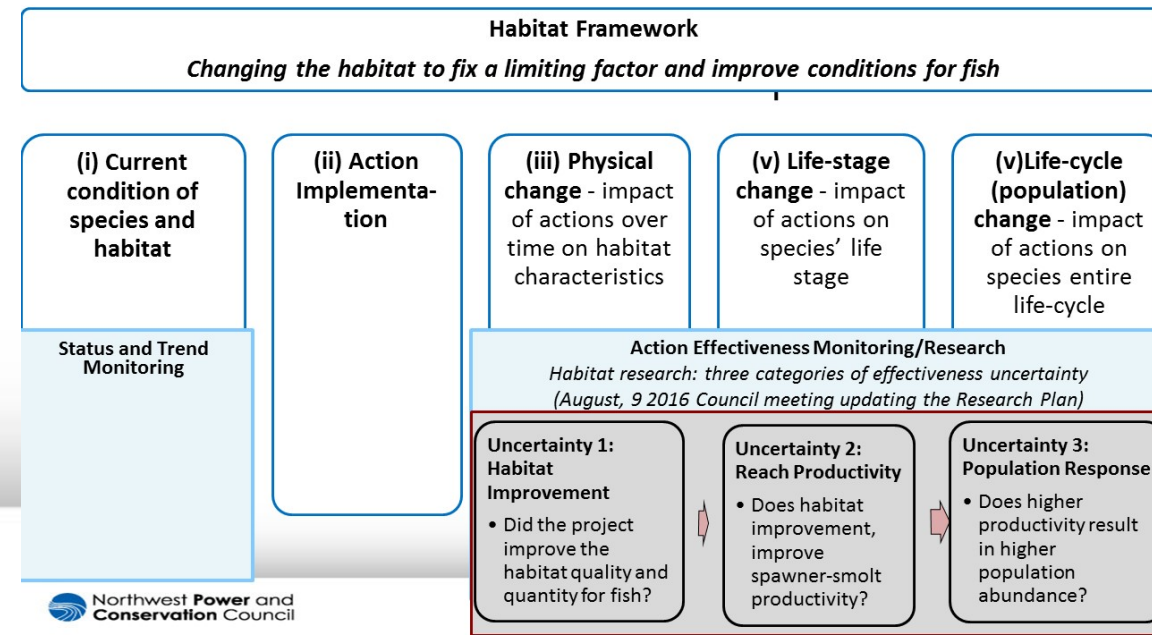 Habitat Framework
Changing the habitat to fix a limiting factor and improve conditions for fish
(i) Current
condition of
species and
habitat
(ii) Action
Implementa-
tion
(iii) Physical
change - impact
of actions over
time on habitat
characteristics
(v) Life-stage
change - impact
of actions on
species’ life
stage
(v)Life-cycle
(population)
change - impact
of actions on
species entire
life-cycle
Status and Trend
Monitoring
Action Effectiveness Monitoring/Research
Habitat research: three categories of effectiveness uncertainty
(August, 9 2016 Council meeting updating the Research Plan)
Uncertainty 1:
Habitat
Improvement
• Did the project
improve the
habitat quality and
quantity for fish?
Uncertainty 2:
Reach Productivity
• Does habitat
improvement,
improve
spawner-smolt
productivity?
Uncertainty 3:
Population Response
• Does higher
productivity result
in higher
population
abundance?
Northwest Power and
Conservation Council